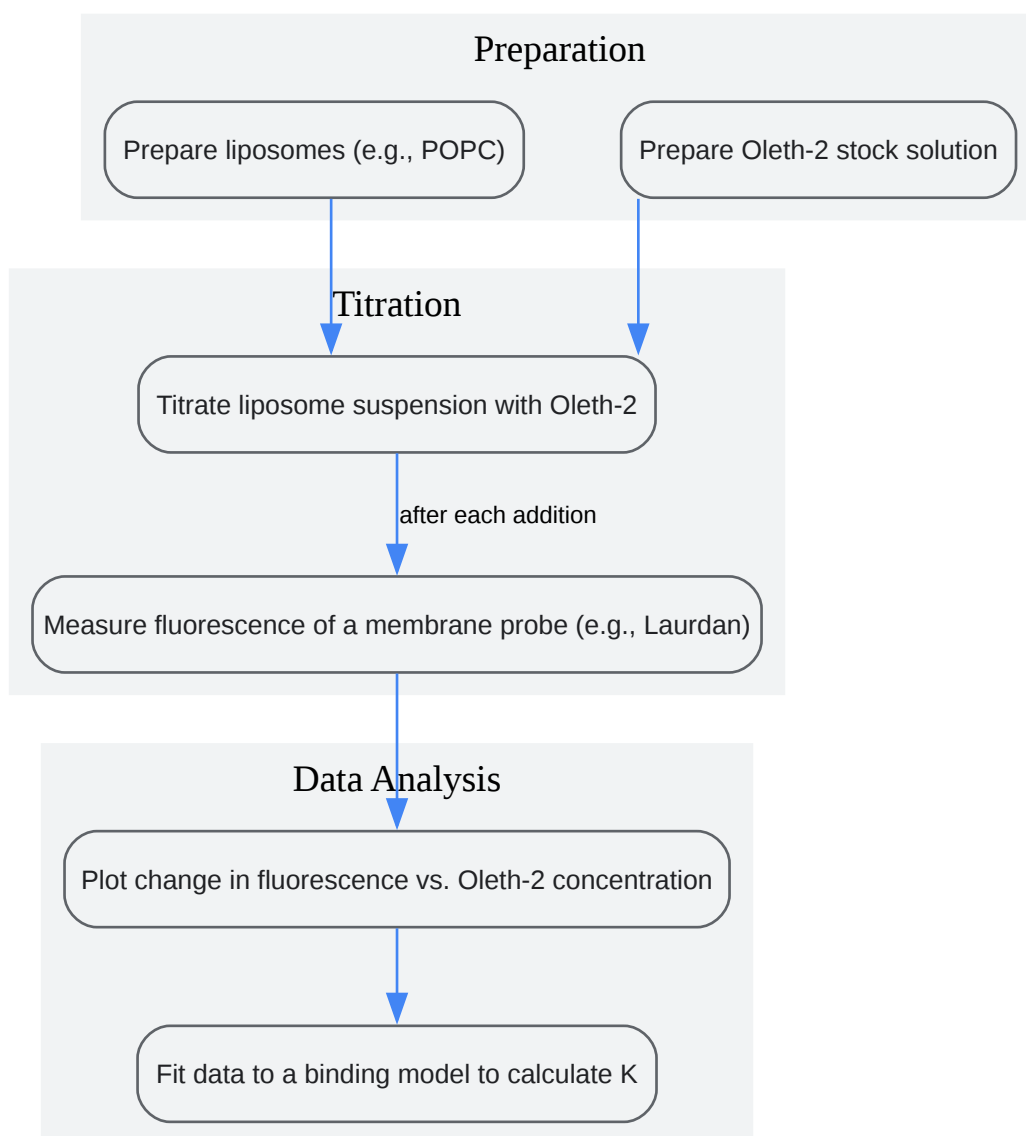 Preparation
Prepare liposomes (e.g., POPC)
Prepare Oleth-2 stock solution
Titration
Titrate liposome suspension with Oleth-2
after each addition
Measure fluorescence of a membrane probe (e.g., Laurdan)
Data Analysis
Plot change in fluorescence vs. Oleth-2 concentration
Fit data to a binding model to calculate K